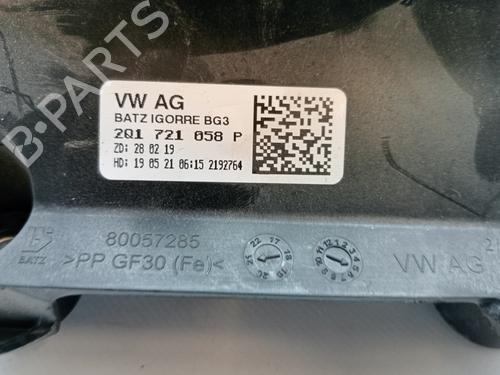 VW AG
BATZ IGORRE BG3
2Q1 721 058 P
ZD: 28 02 19-
HD: 19 05 21 06:15 2192764
80057285
BATZ
>PP GF30 (Fe)<
VW AG
2